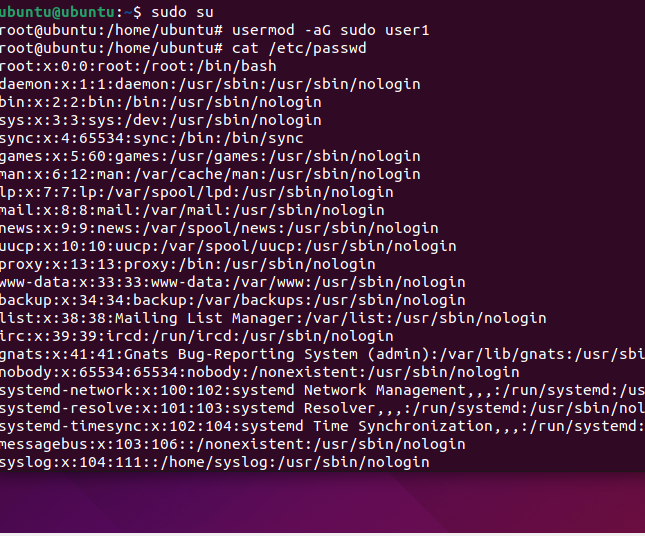 ubuntu@ubuntu:~$ sudo su
root@ubuntu:/home/ubuntu# usermod -aG sudo user1
root@ubuntu:/home/ubuntu# cat /etc/passwd
root:x:0:0:root:/root:/bin/bash
daemon:x:1:1:daemon:/usr/sbin:/usr/sbin/nologin
bin:x:2:2:bin:/bin:/usr/sbin/nologin
sys:x:3:3:sys:/dev:/usr/sbin/nologin
sync:x:4:65534:sync:/bin:/bin/sync
games:x:5:60:games:/usr/games:/usr/sbin/nologin
man:x:6:12:man:/var/cache/man:/usr/sbin/nologin
lp:x:7:7:lp:/var/spool/lpd:/usr/sbin/nologin
mail:x:8:8:mail:/var/mail:/usr/sbin/nologin
news:x:9:9:news:/var/spool/news:/usr/sbin/nologin
uucp:x:10:10:uucp:/var/spool/uucp:/usr/sbin/nologin
proxy:x:13:13:proxy:/bin:/usr/sbin/nologin
www-data:x:33:33:www-data:/var/www:/usr/sbin/nologin
backup:x:34:34:backup:/var/backups:/usr/sbin/nologin
list:x:38:38:Mailing List Manager:/var/list:/usr/sbin/nologin
irc:x:39:39:ircd:/run/ircd:/usr/sbin/nologin
gnats:x:41:41:Gnats Bug-Reporting System (admin):/var/lib/gnats:/usr/sbi
nobody:x:65534:65534:nobody:/nonexistent:/usr/sbin/nologin
systemd-network:x:100:102:systemd Network Management,,,:/run/systemd:/us
systemd-resolve:x:101:103:systemd Resolver,,,:/run/systemd:/usr/sbin/nol
systemd-timesync:x:102:104:systemd Time Synchronization,,,:/run/systemd:
messagebus:x:103:106::/nonexistent:/usr/sbin/nologin
syslog:x:104:111::/home/syslog:/usr/sbin/nologin